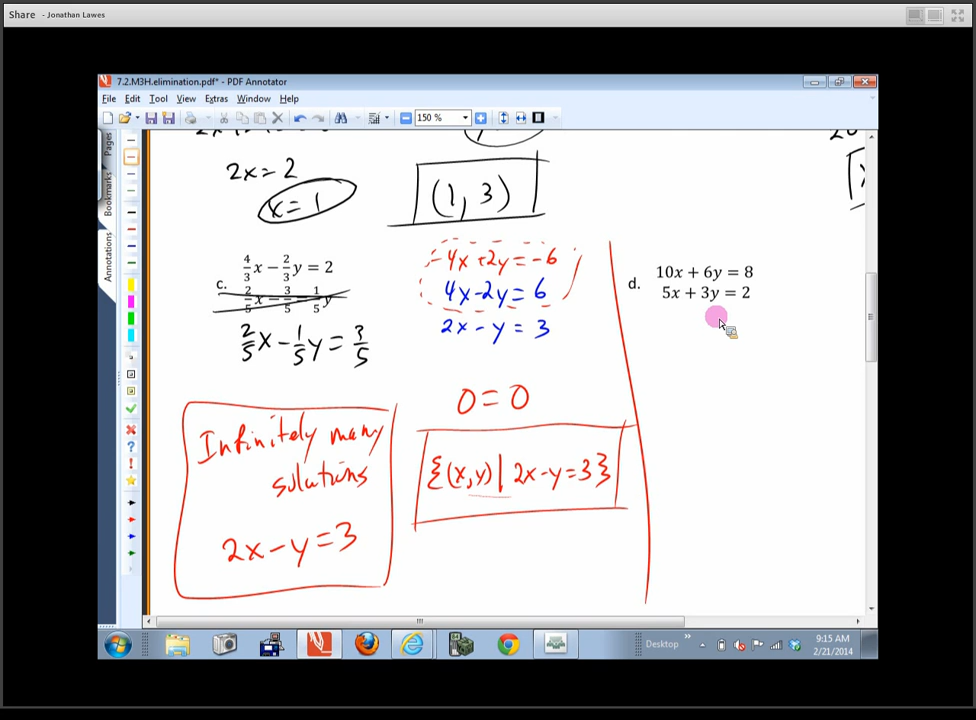 Share - Jonathan Lawes
7.2.M3H.elimination.pdf* - PDF Annotator
File Edit Tool View Extras Window Help
150 %
Pages
Bookmarks
Annotations
2x = 2
x = 1
(1, 3)
c.
4/3 x − 2/3 y = 2
2/5 x − 3/5 = 1/5 y
2/5 x − 1/5 y = 3/5
-4x +2y = -6
4x - 2y = 6
2x - y = 3
0 = 0
{(x,y) | 2x-y=3}
Infinitely many
solutions
2x - y = 3
d.
10x + 6y = 8
5x + 3y = 2
Desktop
9:15 AM
2/21/2014